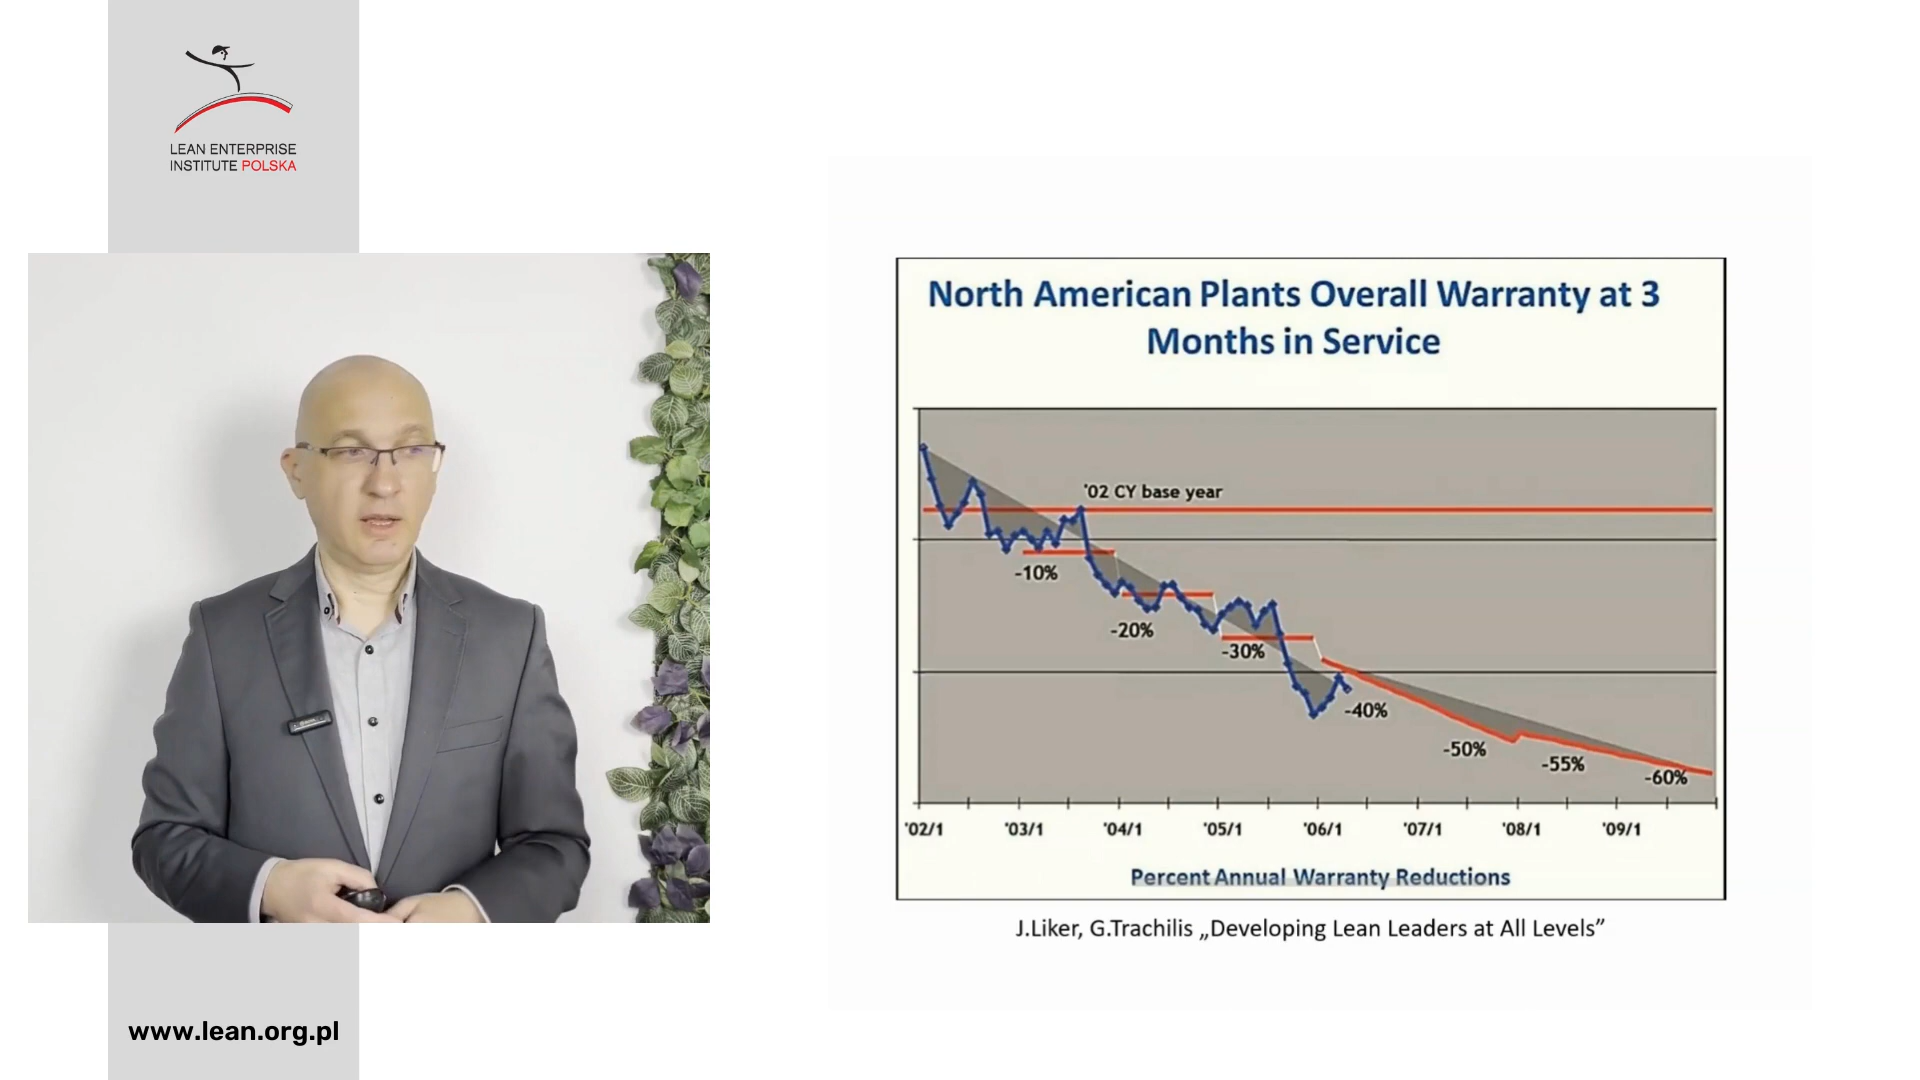 LEAN ENTERPRISE
INSTITUTE POLSKA
North American Plants Overall Warranty at 3
Months in Service
'02 CY base year
-10%
-20%
-30%
-40%
-50%
-55%
-60%
'02/1 '03/1 '04/1 '05/1 '06/1 '07/1 '08/1 '09/1
Percent Annual Warranty Reductions
J.Liker, G.Trachilis „Developing Lean Leaders at All Levels”
www.lean.org.pl